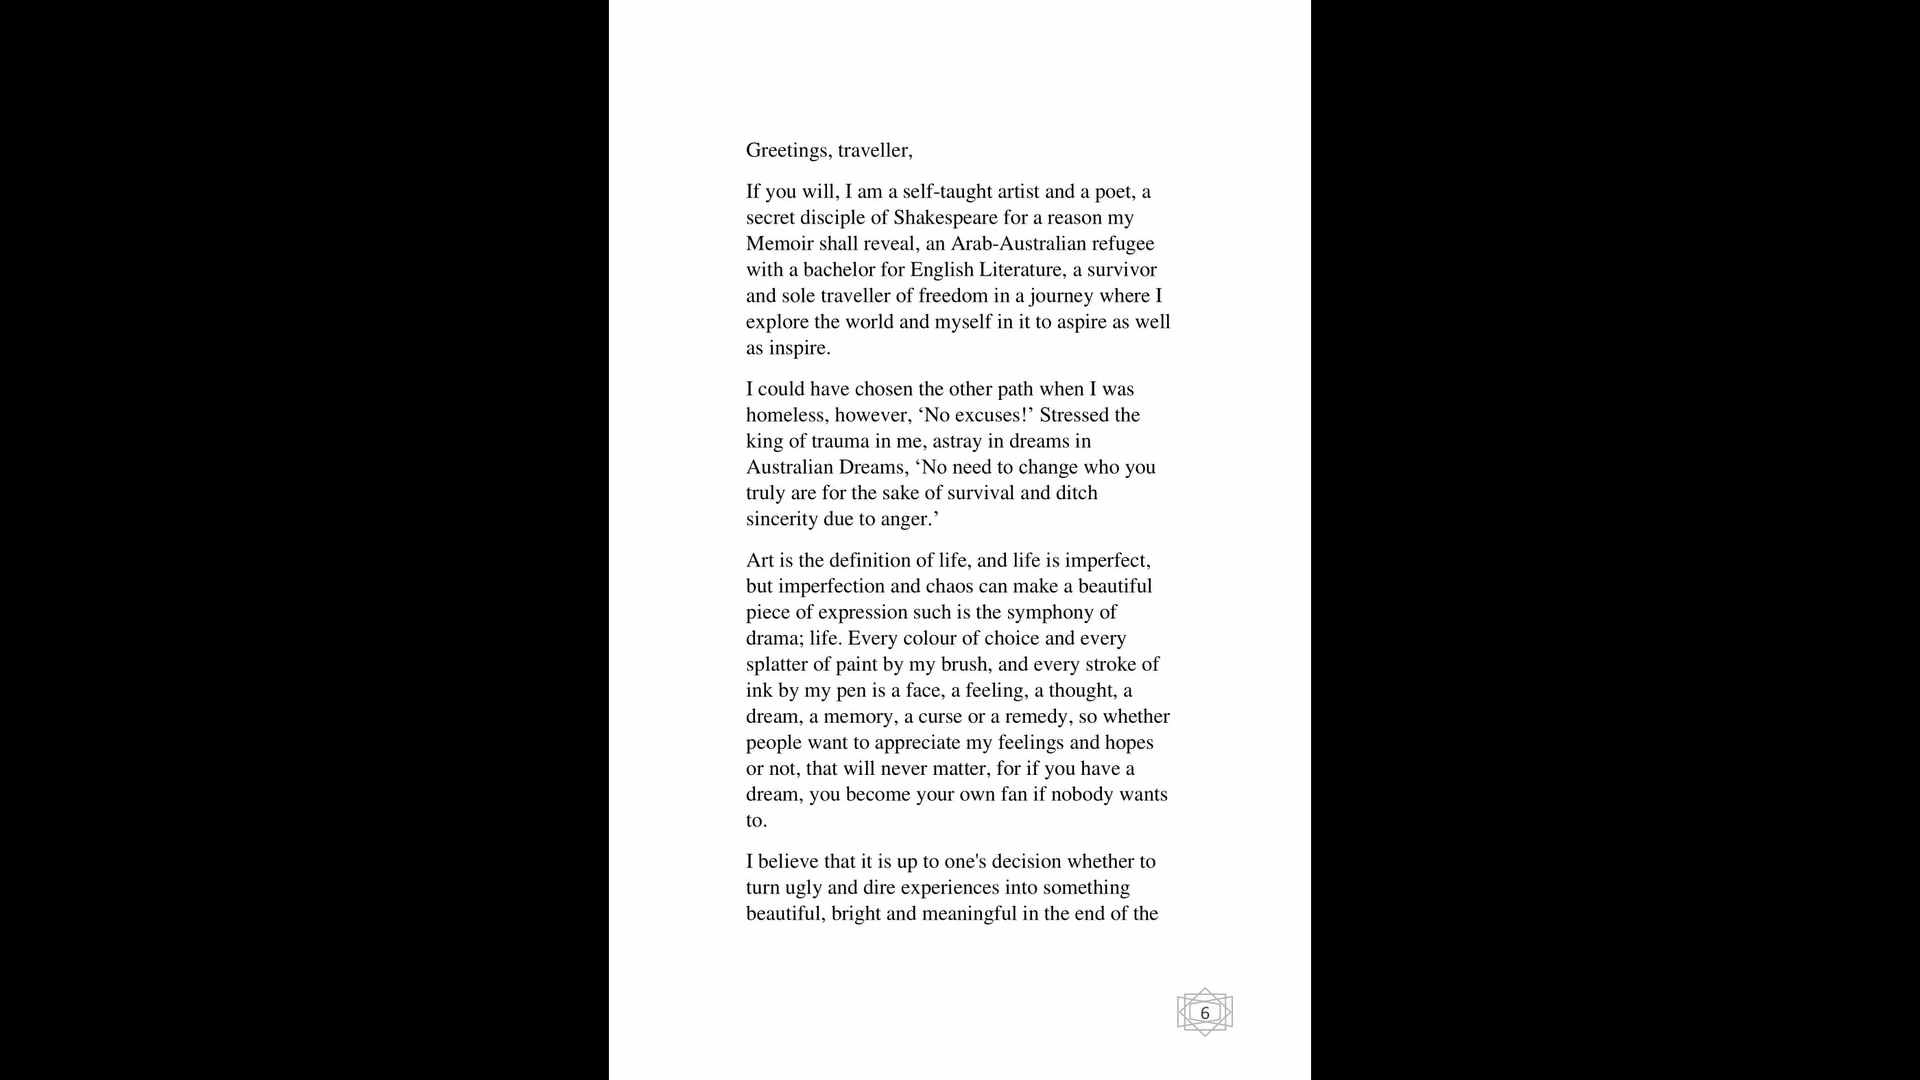 Greetings, traveller,
If you will, I am a self-taught artist and a poet, a
secret disciple of Shakespeare for a reason my
Memoir shall reveal, an Arab-Australian refugee
with a bachelor for English Literature, a survivor
and sole traveller of freedom in a journey where I
explore the world and myself in it to aspire as well
as inspire.
I could have chosen the other path when I was
homeless, however, ‘No excuses!’ Stressed the
king of trauma in me, astray in dreams in
Australian Dreams, ‘No need to change who you
truly are for the sake of survival and ditch
sincerity due to anger.’
Art is the definition of life, and life is imperfect,
but imperfection and chaos can make a beautiful
piece of expression such is the symphony of
drama; life. Every colour of choice and every
splatter of paint by my brush, and every stroke of
ink by my pen is a face, a feeling, a thought, a
dream, a memory, a curse or a remedy, so whether
people want to appreciate my feelings and hopes
or not, that will never matter, for if you have a
dream, you become your own fan if nobody wants
to.
I believe that it is up to one's decision whether to
turn ugly and dire experiences into something
beautiful, bright and meaningful in the end of the
6